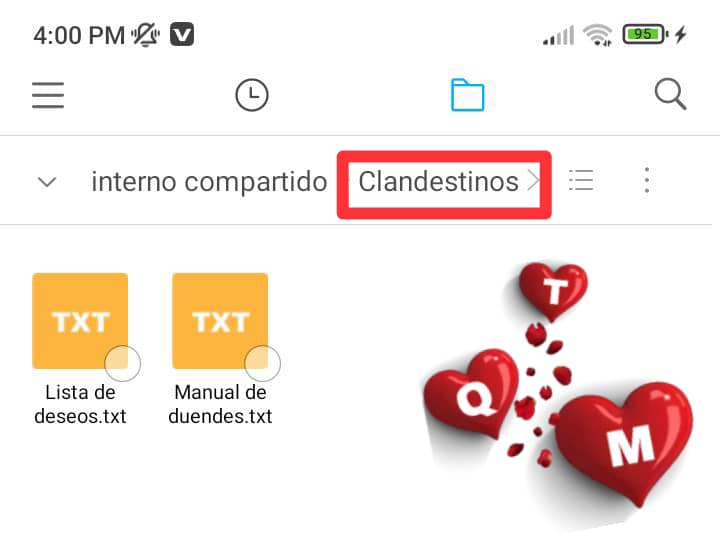 4:00 PM V 95
interno compartido Clandestinos
TXT TXT
Lista de deseos.txt
Manual de duendes.txt
T
Q
M